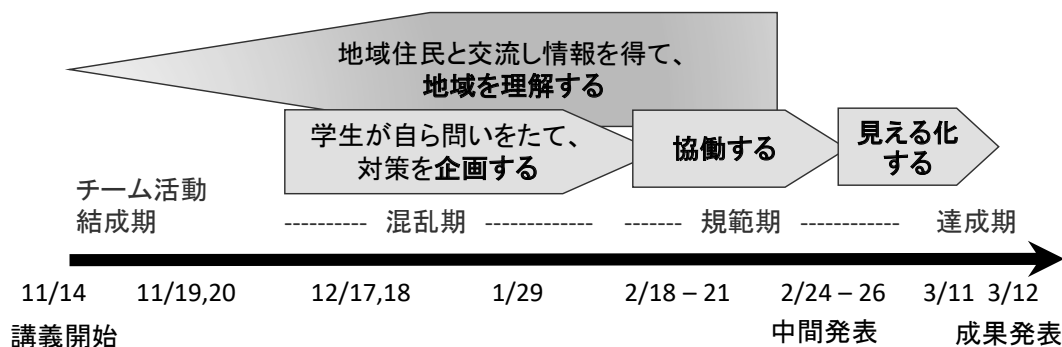 地域住民と交流し情報を得て、
地域を理解する
学生が自ら問いをたて、
対策を企画する
協働する
見える化
する
チーム活動
結成期
---------- 混乱期 -------------
------- 規範期 ------------
達成期
11/14
11/19,20
12/17,18
1/29
2/18 – 21
2/24 – 26
3/11
3/12
講義開始
中間発表
成果発表